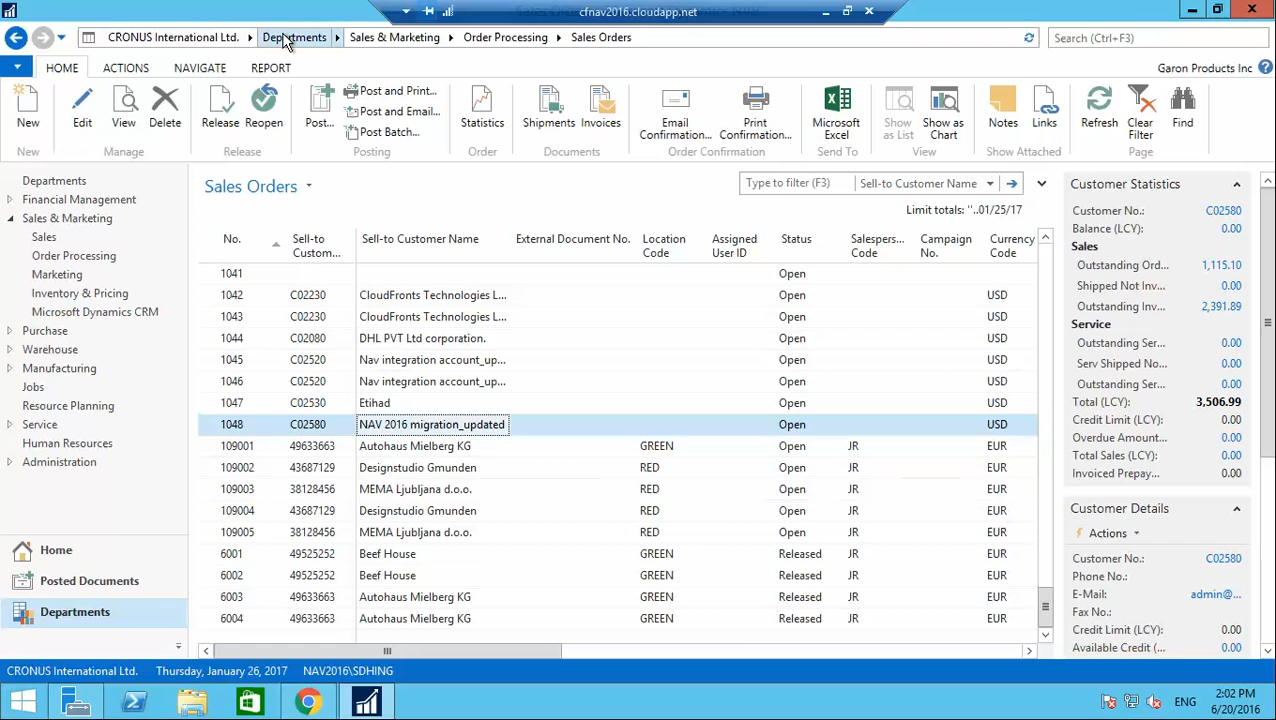 cfnav2016.cloudapp.net
CRONUS International Ltd. Departments Sales & Marketing Order Processing Sales Orders Search (Ctrl+F3)
HOME ACTIONS NAVIGATE REPORT Garon Products Inc
New Edit View Delete Release Reopen Post... Post and Print... Post and Email... Post Batch... Statistics Shipments Invoices Email Confirmation... Print Confirmation... Microsoft Excel Show as List Show as Chart Notes Links Refresh Clear Filter Find
New Manage Release Posting Order Documents Order Confirmation Send To View Show Attached Page
Departments
Financial Management
Sales & Marketing
Sales
Order Processing
Marketing
Inventory & Pricing
Microsoft Dynamics CRM
Purchase
Warehouse
Manufacturing
Jobs
Resource Planning
Service
Human Resources
Administration
Home
Posted Documents
Departments
Sales Orders Type to filter (F3) Sell-to Customer Name
Limit totals: ''..01/25/17
No. Sell-to Custom... Sell-to Customer Name External Document No. Location Code Assigned User ID Status Salespers... Code Campaign No. Currency Code
1041 Open
1042 C02230 CloudFronts Technologies L... Open USD
1043 C02230 CloudFronts Technologies L... Open USD
1044 C02080 DHL PVT Ltd corporation. Open USD
1045 C02520 Nav integration account_up... Open USD
1046 C02520 Nav integration account_up... Open USD
1047 C02530 Etihad Open USD
1048 C02580 NAV 2016 migration_updated Open USD
109001 49633663 Autohaus Mielberg KG GREEN Open JR EUR
109002 43687129 Designstudio Gmunden RED Open JR EUR
109003 38128456 MEMA Ljubljana d.o.o. RED Open JR EUR
109004 43687129 Designstudio Gmunden RED Open JR EUR
109005 38128456 MEMA Ljubljana d.o.o. RED Open JR EUR
6001 49525252 Beef House GREEN Released JR EUR
6002 49525252 Beef House GREEN Released JR EUR
6003 49633663 Autohaus Mielberg KG GREEN Released JR EUR
6004 49633663 Autohaus Mielberg KG GREEN Released JR EUR
Customer Statistics
Customer No.: C02580
Balance (LCY): 0.00
Sales
Outstanding Ord... 1,115.10
Shipped Not Inv... 0.00
Outstanding Inv... 2,391.89
Service
Outstanding Ser... 0.00
Serv Shipped No... 0.00
Outstanding Ser... 0.00
Total (LCY): 3,506.99
Credit Limit (LCY): 0.00
Overdue Amount... 0.00
Total Sales (LCY): 0.00
Invoiced Prepay... 0.00
Customer Details
Actions
Customer No.: C02580
Phone No.:
E-Mail: admin@...
Fax No.:
Credit Limit (LCY): 0.00
Available Credit (... 0.00
CRONUS International Ltd. Thursday, January 26, 2017 NAV2016\SDHING
ENG 2:02 PM
6/20/2016